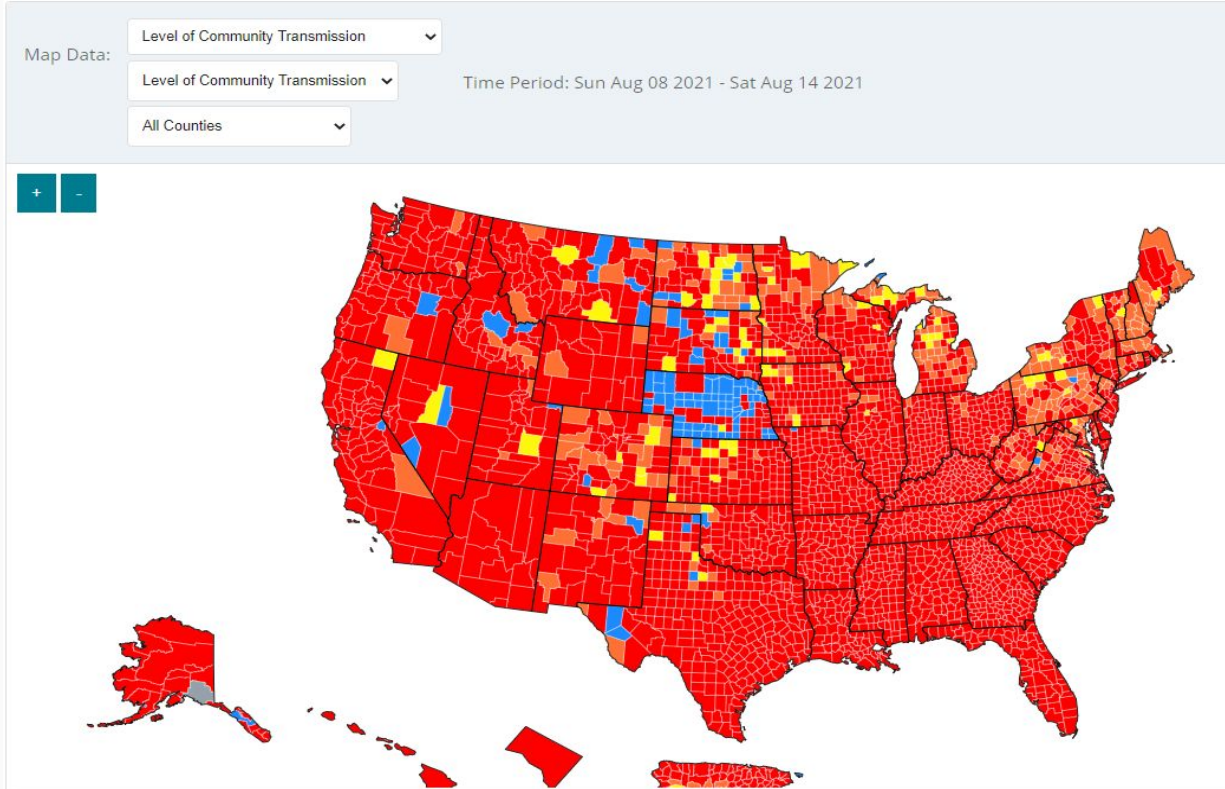 Map Data:
Level of Community Transmission
Level of Community Transmission
Time Period: Sun Aug 08 2021 - Sat Aug 14 2021
All Counties
+
-